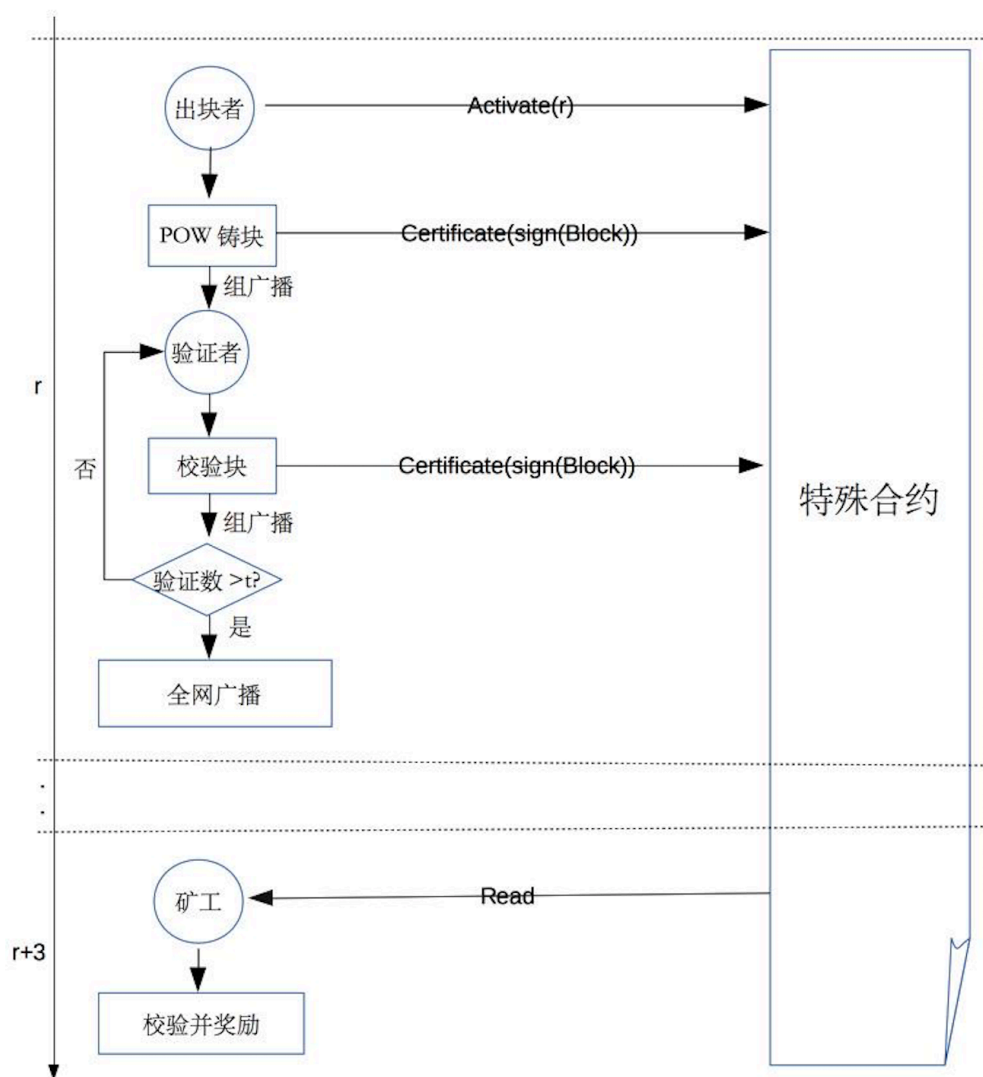 出块者
Activate(r)
POW 铸块
Certificate(sign(Block))
组广播
验证者
r
否
校验块
Certificate(sign(Block))
特殊合约
组广播
验证数 >t?
是
全网广播
:
矿工
Read
r+3
校验并奖励